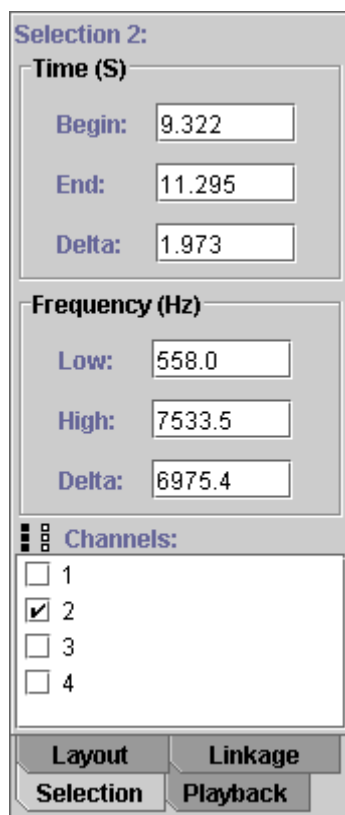 Selection 2:
Time (S)
Begin: 9.322
End: 11.295
Delta: 1.973
Frequency (Hz)
Low: 558.0
High: 7533.5
Delta: 6975.4
Channels:
1
2
3
4
Layout Linkage
Selection Playback